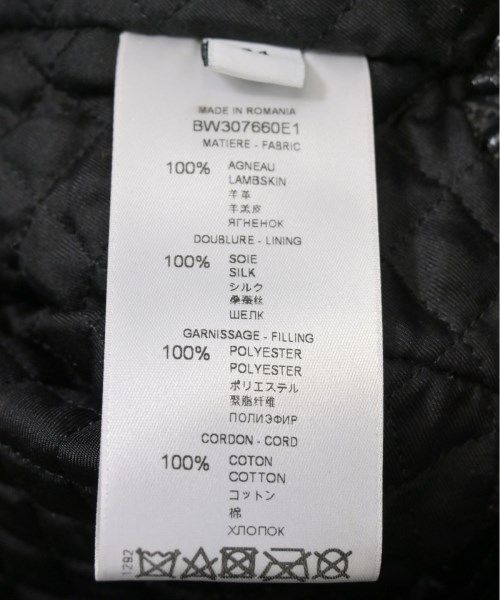 MADE IN ROMANIA
BW307660E1
MATIERE - FABRIC
100% AGNEAU
LAMBSKIN
羊革
羊羔皮
ЯГНЕНОК
DOUBLURE - LINING
100% SOIE
SILK
シルク
桑蚕丝
ШЕЛК
GARNISSAGE - FILLING
100% POLYESTER
POLYESTER
ポリエステル
聚脂纤维
ПОЛИЭФИР
CORDON - CORD
100% COTON
COTTON
コットン
棉
ХЛОПОК
1292